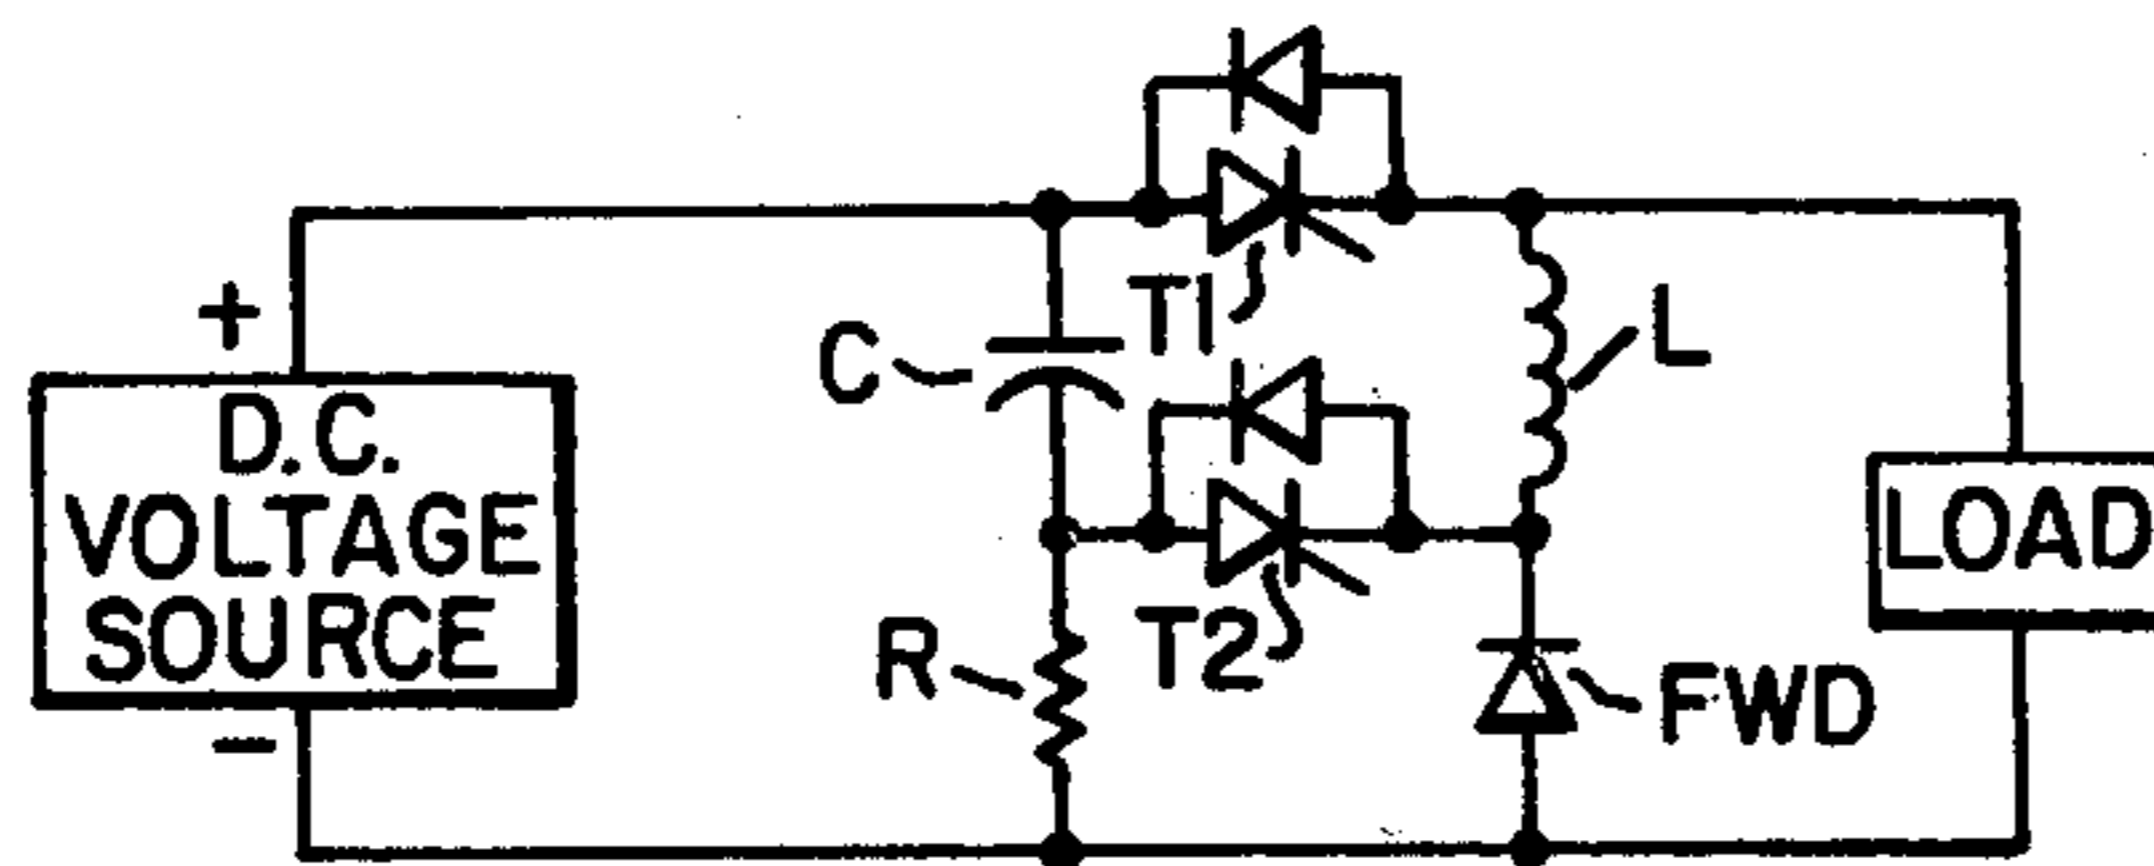 +
D.C.
VOLTAGE
SOURCE
−
C
T1
L
R
T2
FWD
LOAD